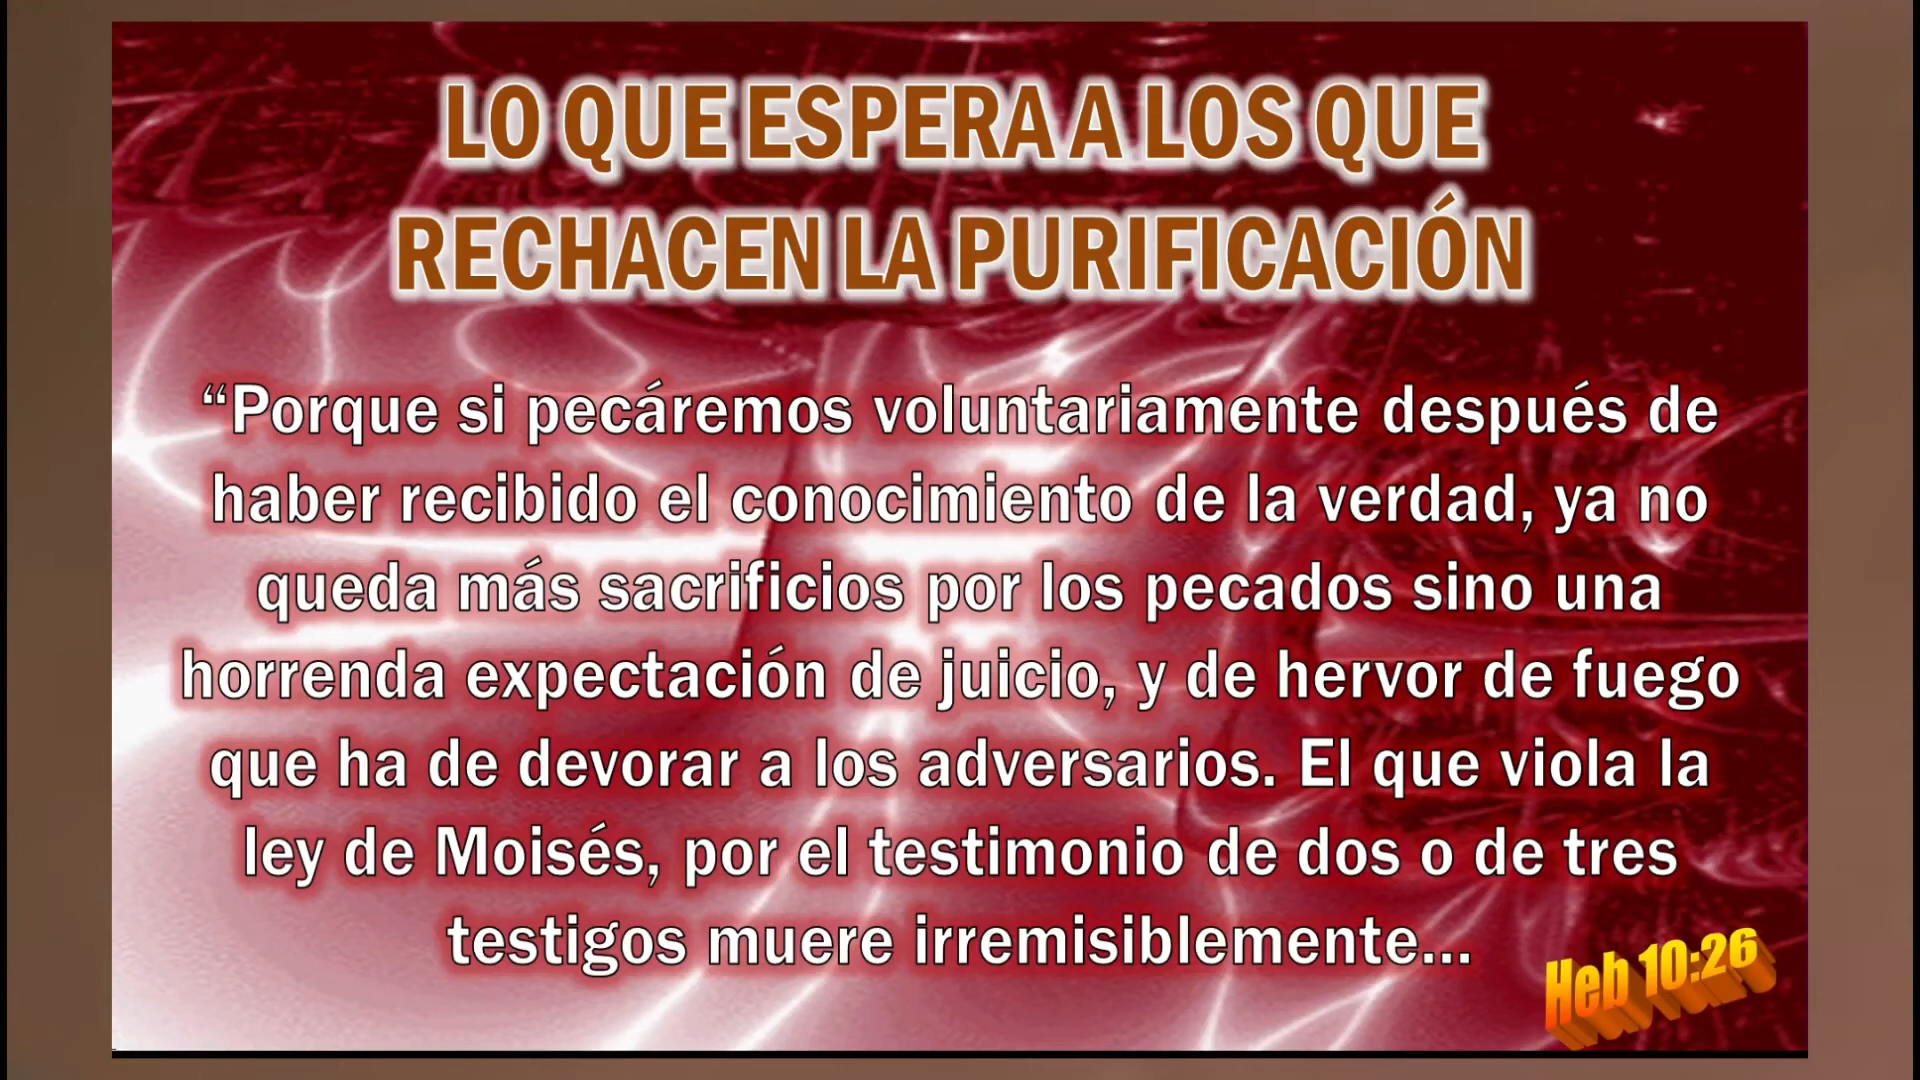 LO QUE ESPERA A LOS QUE
RECHACEN LA PURIFICACIÓN
“Porque si pecáremos voluntariamente después de
haber recibido el conocimiento de la verdad, ya no
queda más sacrificios por los pecados sino una
horrenda expectación de juicio, y de hervor de fuego
que ha de devorar a los adversarios. El que viola la
ley de Moisés, por el testimonio de dos o de tres
testigos muere irremisiblemente...
Heb 10:26